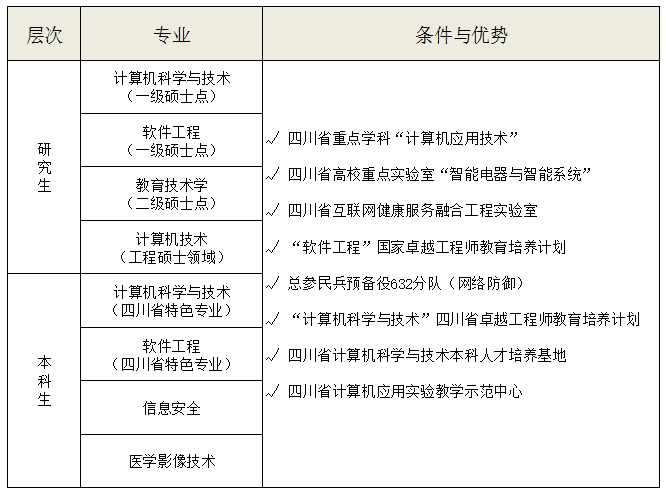 层次 专业 条件与优势
研究生
计算机科学与技术
（一级硕士点）
软件工程
（一级硕士点）
教育技术学
（二级硕士点）
计算机技术
（工程硕士领域）
本科生
计算机科学与技术
（四川省特色专业）
软件工程
（四川省特色专业）
信息安全
医学影像技术
✓ 四川省重点学科“计算机应用技术”
✓ 四川省高校重点实验室“智能电器与智能系统”
✓ 四川省互联网健康服务融合工程实验室
✓ “软件工程”国家卓越工程师教育培养计划
✓ 总参民兵预备役632分队（网络防御）
✓ “计算机科学与技术”四川省卓越工程师教育培养计划
✓ 四川省计算机科学与技术本科人才培养基地
✓ 四川省计算机应用实验教学示范中心